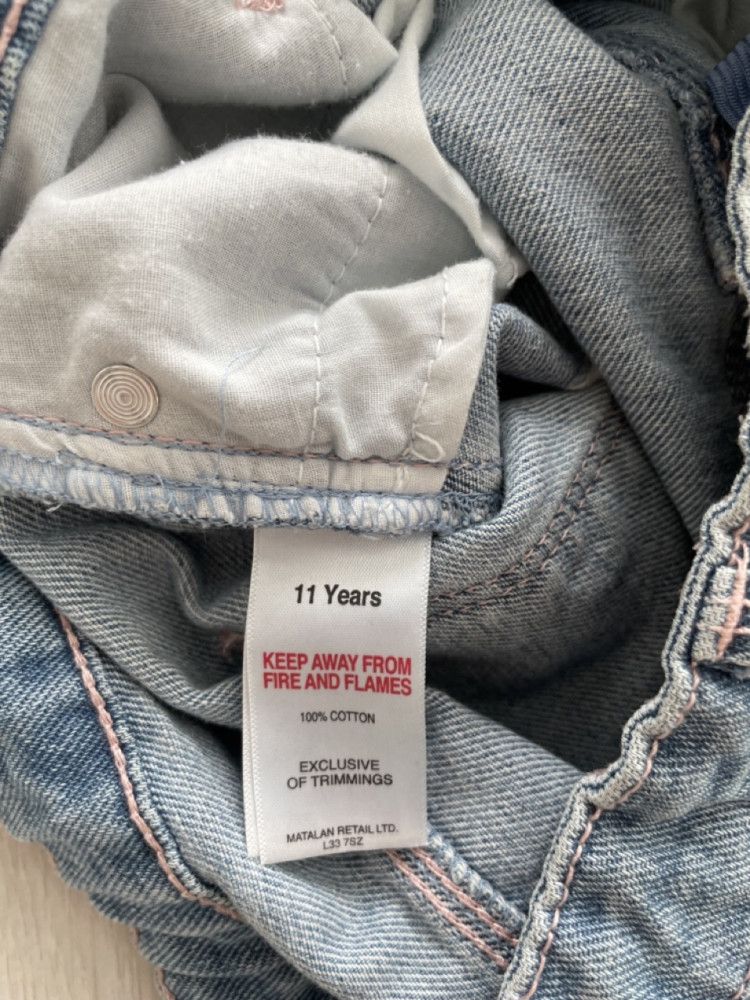 11 Years
KEEP AWAY FROM
FIRE AND FLAMES
100% COTTON
EXCLUSIVE
OF TRIMMINGS
MATALAN RETAIL LTD.
L33 7SZ